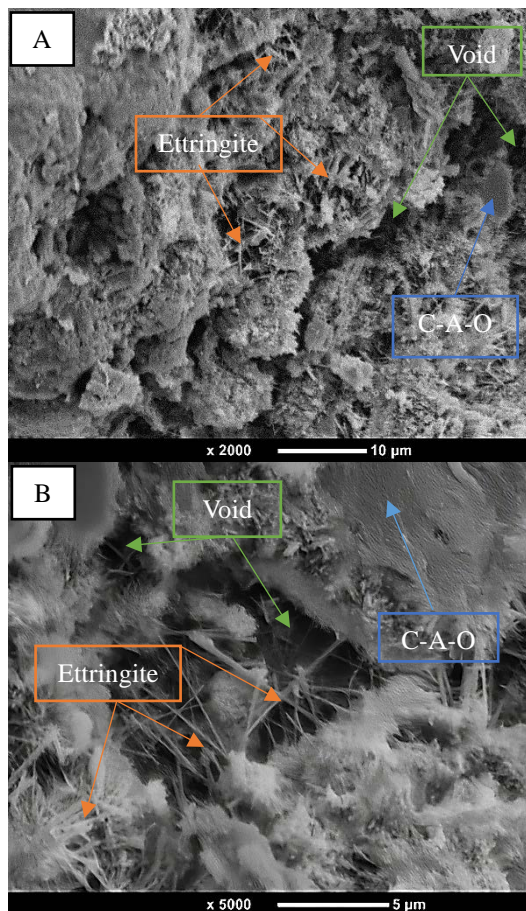 A
Void
Ettringite
C-A-O
x 2000 10 µm
B
Void
C-A-O
Ettringite
x 5000 5 µm